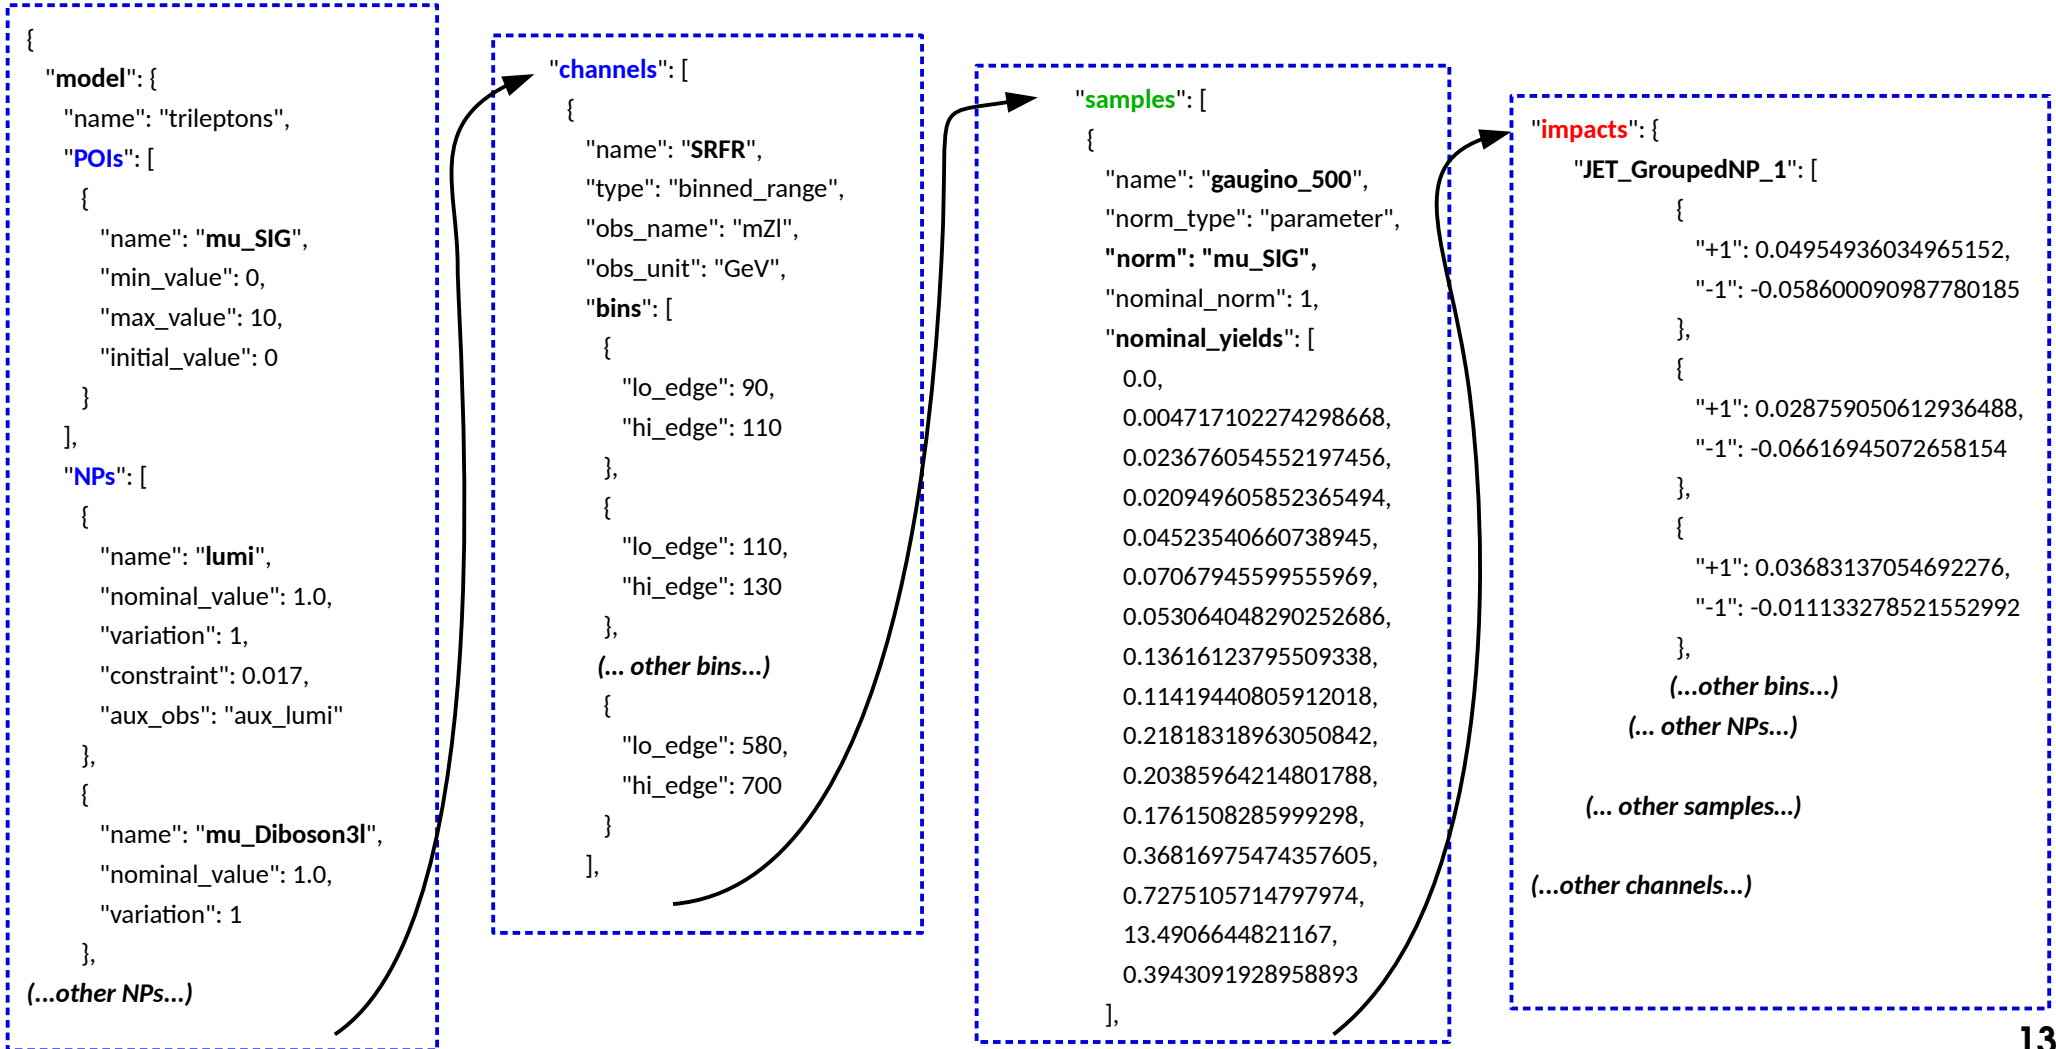 {
"model": {
"name": "trileptons",
"POIs": [
{
"name": "mu_SIG",
"min_value": 0,
"max_value": 10,
"initial_value": 0
}
],
"NPs": [
{
"name": "lumi",
"nominal_value": 1.0,
"variation": 1,
"constraint": 0.017,
"aux_obs": "aux_lumi"
},
{
"name": "mu_Diboson3l",
"nominal_value": 1.0,
"variation": 1
},
(...other NPs...)
"channels": [
{
"name": "SRFR",
"type": "binned_range",
"obs_name": "mZl",
"obs_unit": "GeV",
"bins": [
{
"lo_edge": 90,
"hi_edge": 110
},
{
"lo_edge": 110,
"hi_edge": 130
},
(... other bins...)
{
"lo_edge": 580,
"hi_edge": 700
}
],
"samples": [
{
"name": "gaugino_500",
"norm_type": "parameter",
"norm": "mu_SIG",
"nominal_norm": 1,
"nominal_yields": [
0.0,
0.004717102274298668,
0.023676054552197456,
0.020949605852365494,
0.04523540660738945,
0.07067945599555969,
0.053064048290252686,
0.13616123795509338,
0.11419440805912018,
0.21818318963050842,
0.20385964214801788,
0.1761508285999298,
0.36816975474357605,
0.7275105714797974,
13.4906644821167,
0.3943091928958893
],
"impacts": {
"JET_GroupedNP_1": [
{
"+1": 0.04954936034965152,
"-1": -0.058600090987780185
},
{
"+1": 0.028759050612936488,
"-1": -0.06616945072658154
},
{
"+1": 0.03683137054692276,
"-1": -0.011133278521552992
},
(...other bins...)
(... other NPs...)
(... other samples...)
(...other channels...)
13